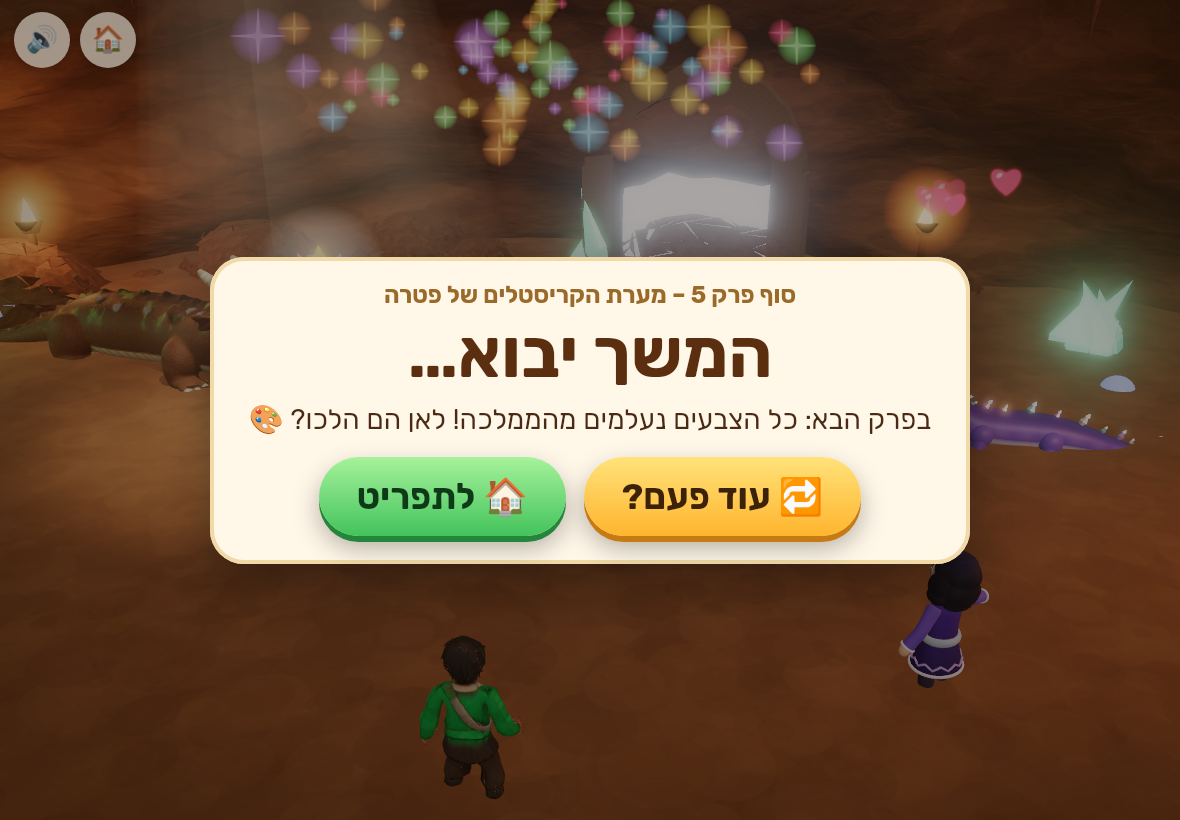 סוף פרק 5 – מערת הקריסטלים של פטרה
המשך יבוא...
בפרק הבא: כל הצבעים נעלמים מהממלכה! לאן הם הלכו? 🎨
🔁 עוד פעם?
🏠 לתפריט